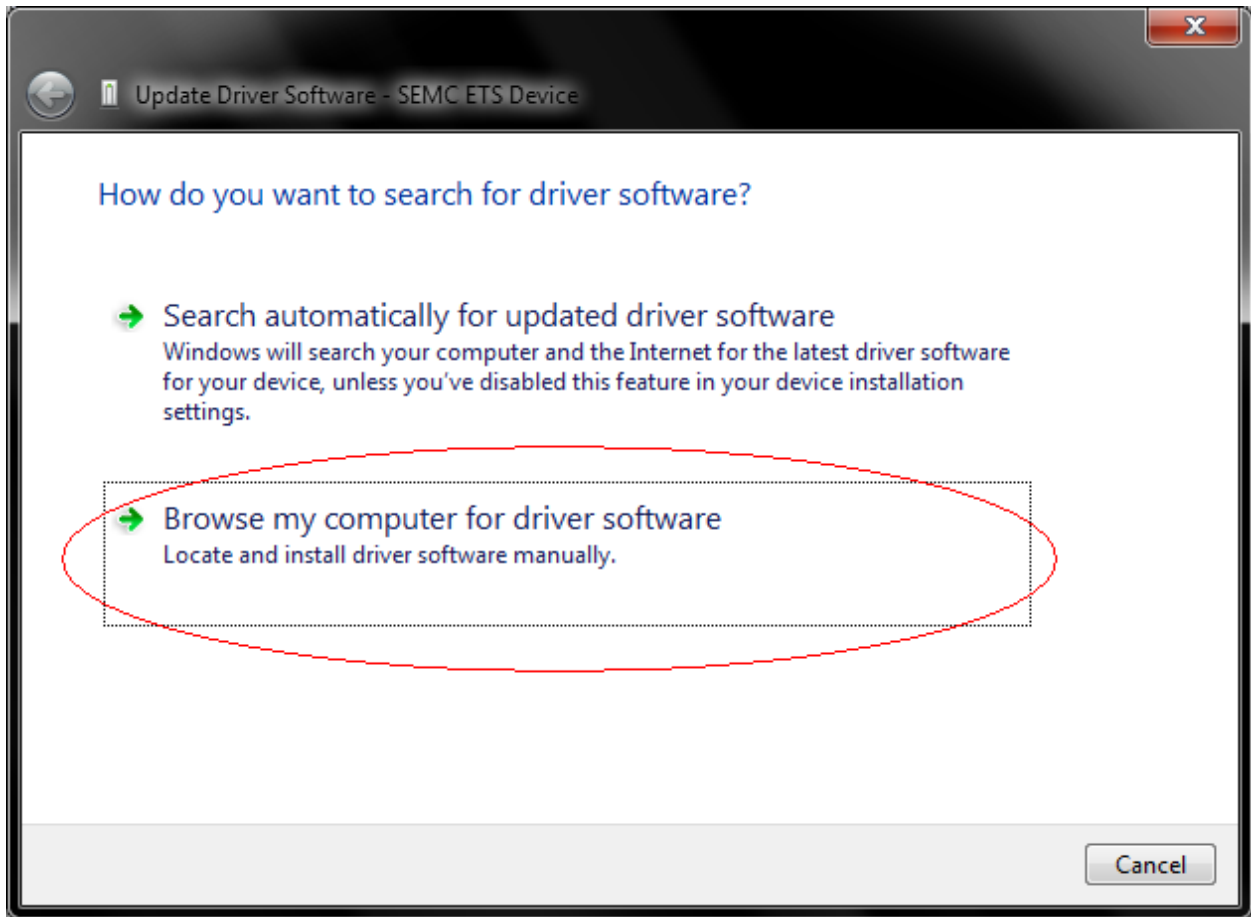 Update Driver Software - SEMC ETS Device
How do you want to search for driver software?
Search automatically for updated driver software
Windows will search your computer and the Internet for the latest driver software
for your device, unless you've disabled this feature in your device installation
settings.
Browse my computer for driver software
Locate and install driver software manually.
Cancel